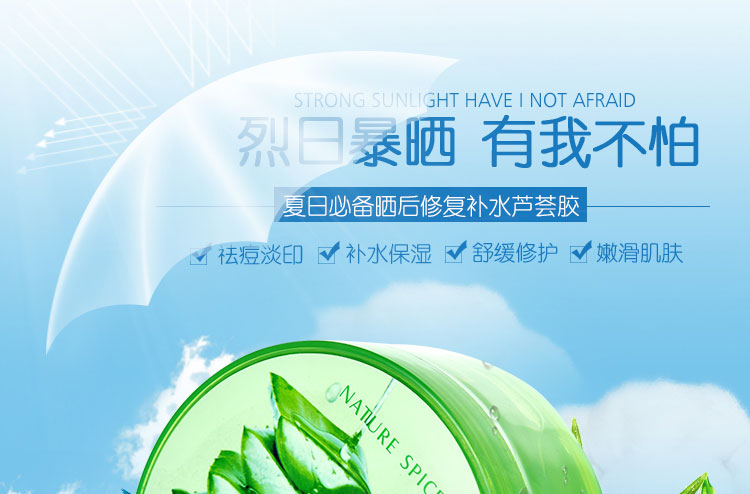 STRONG SUNLIGHT HAVE I NOT AFRAID
烈日暴晒 有我不怕
夏日必备晒后修复补水芦荟胶
祛痘淡印 补水保湿 舒缓修护 嫩滑肌肤
NATURE SPICE